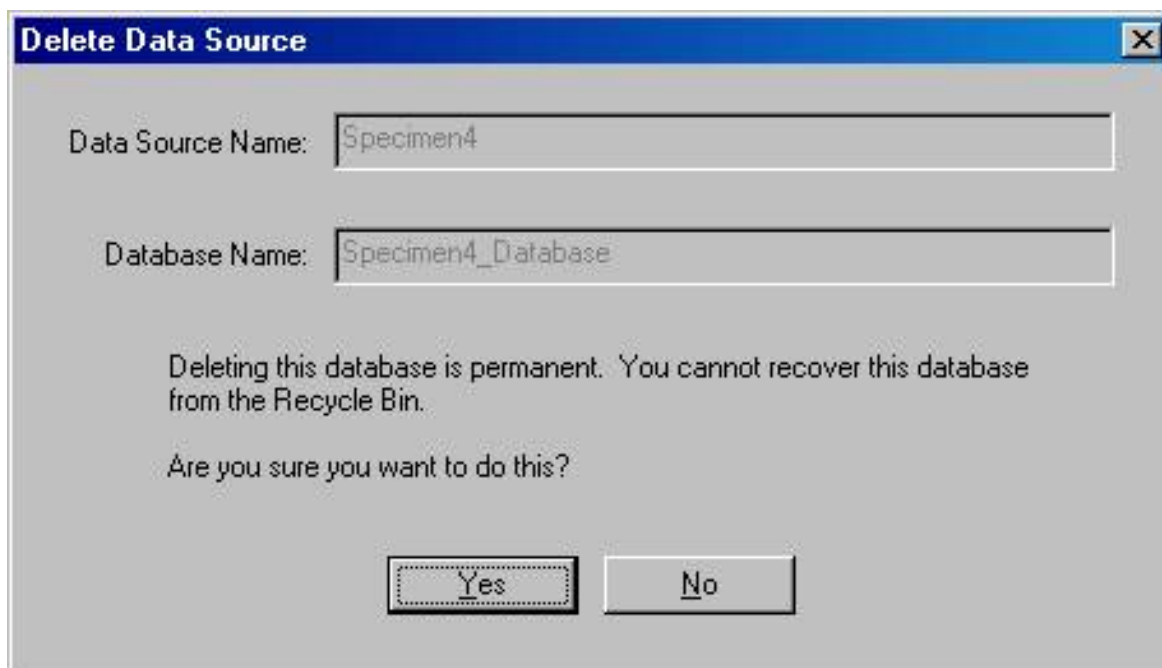 Delete Data Source
Data Source Name: Specimen4
Database Name: Specimen4_Database
Deleting this database is permanent.  You cannot recover this database
from the Recycle Bin.
Are you sure you want to do this?
Yes No